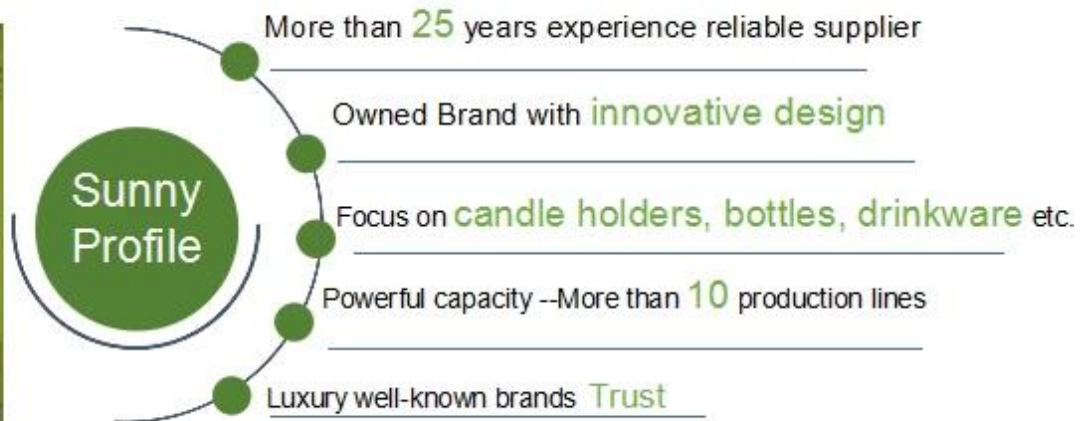 More than 25 years experience reliable supplier
Owned Brand with innovative design
Sunny
Profile
Focus on candle holders, bottles, drinkware etc.
Powerful capacity --More than 10 production lines
Luxury well-known brands Trust